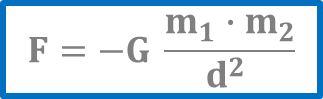 F = −G m₁ · m₂ / d²